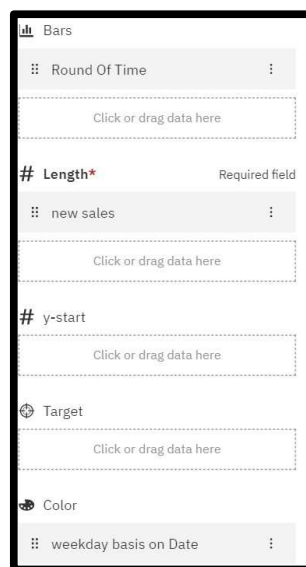 Bars
Round Of Time
Click or drag data here
# Length* Required field
new sales
Click or drag data here
# y-start
Click or drag data here
Target
Click or drag data here
Color
weekday basis on Date